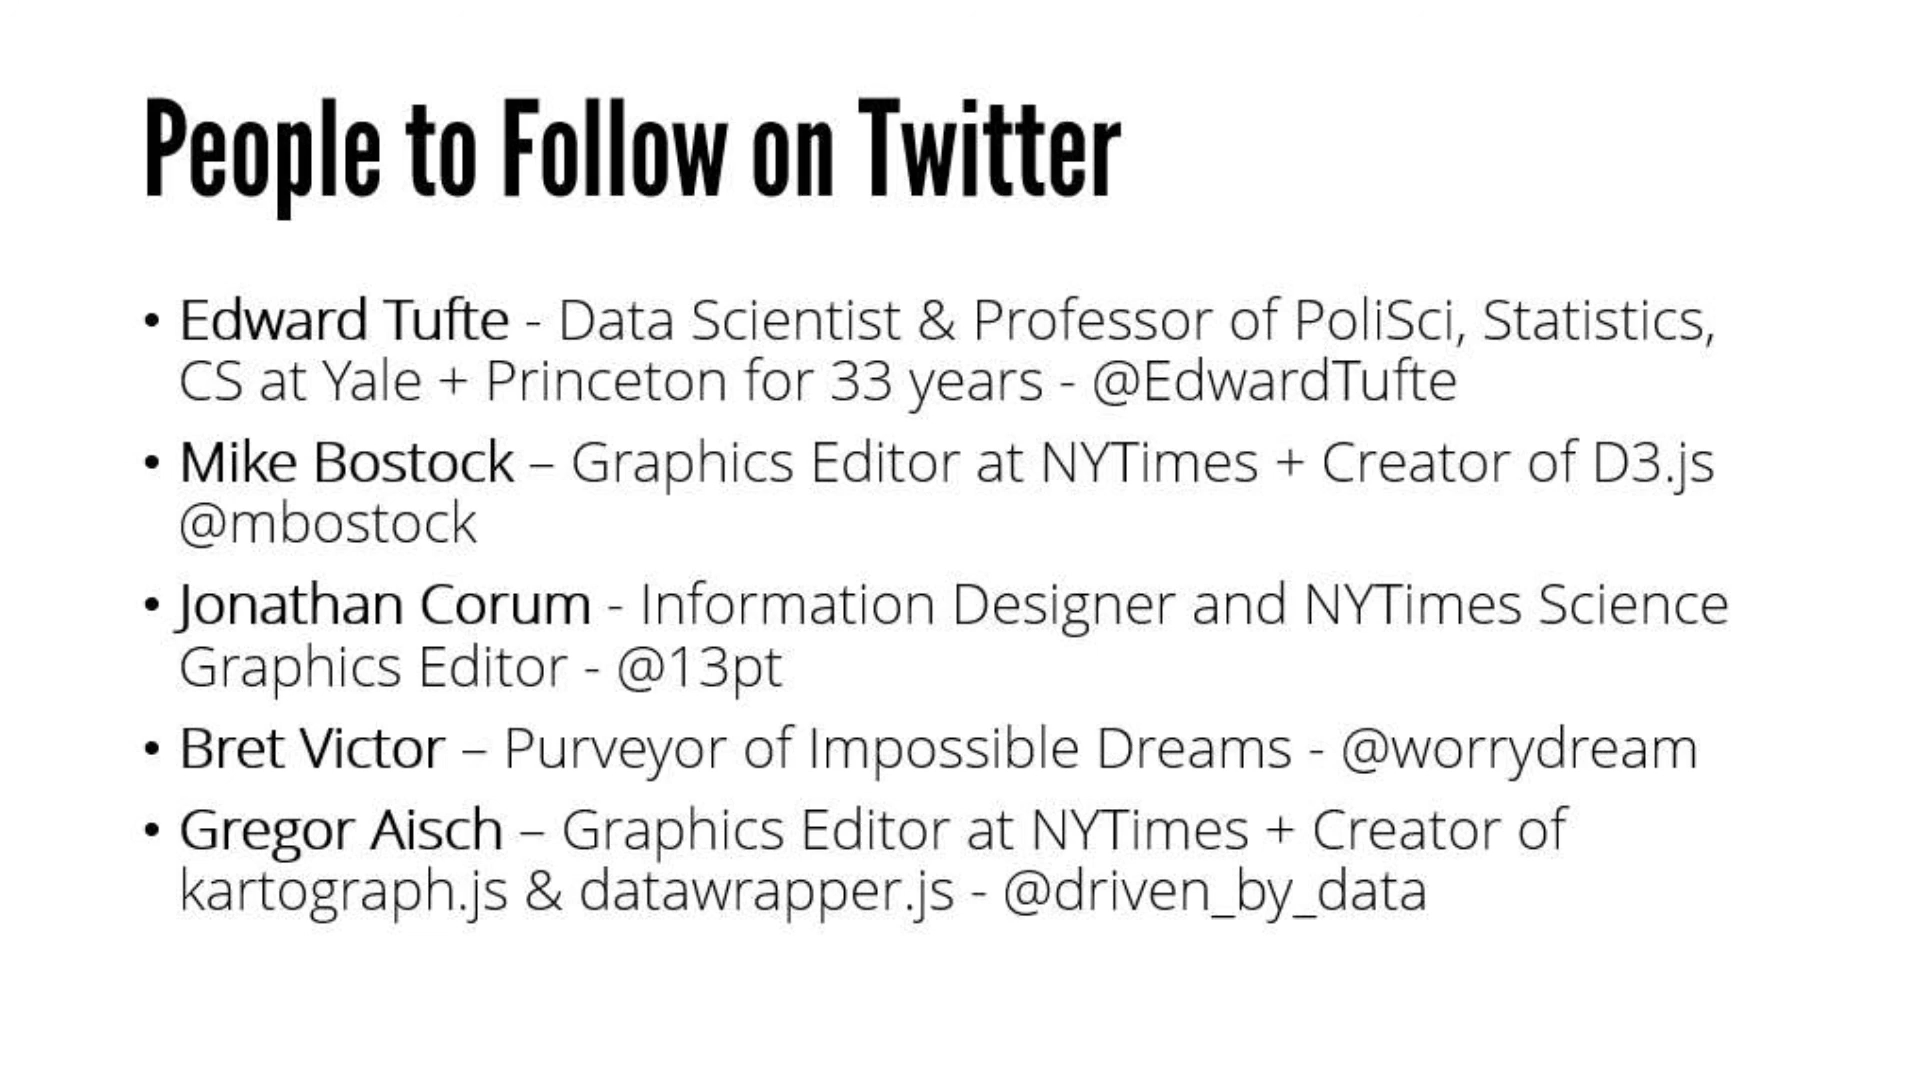 People to Follow on Twitter
• Edward Tufte - Data Scientist & Professor of PoliSci, Statistics,
CS at Yale + Princeton for 33 years - @EdwardTufte
• Mike Bostock – Graphics Editor at NYTimes + Creator of D3.js
@mbostock
• Jonathan Corum - Information Designer and NYTimes Science
Graphics Editor - @13pt
• Bret Victor – Purveyor of Impossible Dreams - @worrydream
• Gregor Aisch – Graphics Editor at NYTimes + Creator of
kartograph.js & datawrapper.js - @driven_by_data